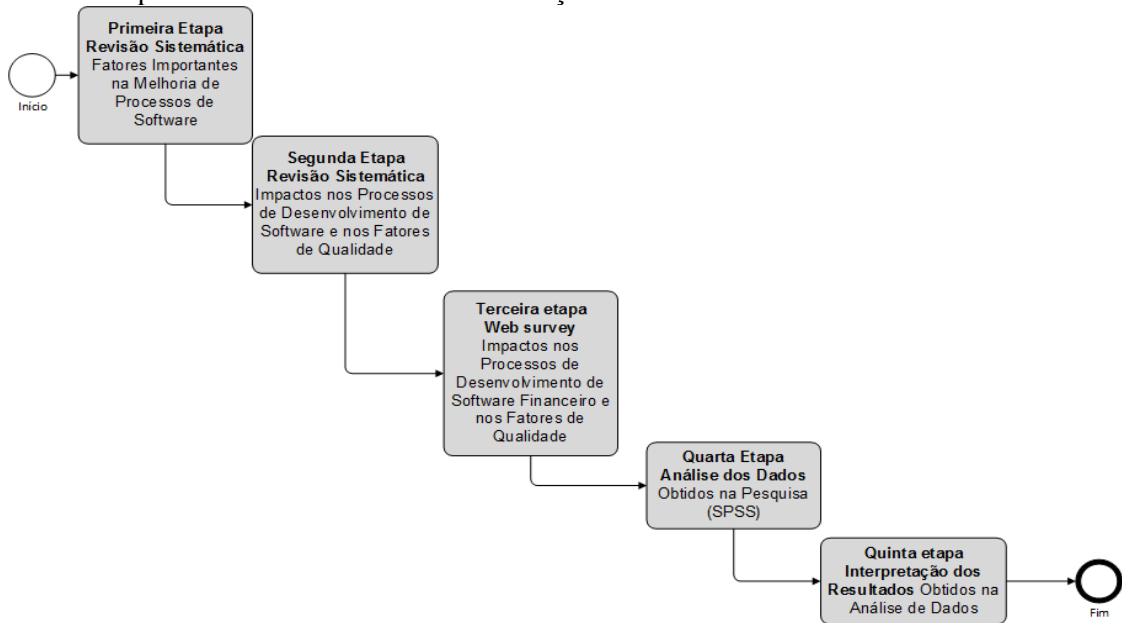 Início
Primeira Etapa
Revisão Sistemática
Fatores Importantes
na Melhoria de
Processos de
Software
Segunda Etapa
Revisão Sistemática
Impactos nos Processos
de Desenvolvimento de
Software e nos Fatores
de Qualidade
Terceira etapa
Web survey
Impactos nos
Processos de
Desenvolvimento de
Software Financeiro e
nos Fatores de
Qualidade
Quarta Etapa
Análise dos Dados
Obtidos na Pesquisa
(SPSS)
Quinta etapa
Interpretação dos
Resultados Obtidos na
Análise de Dados
Fim